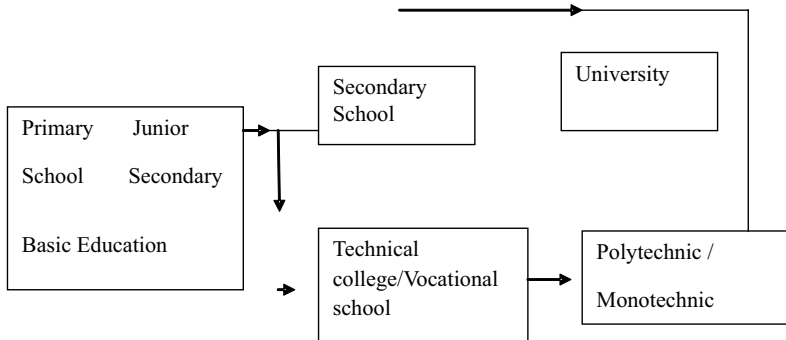 Secondary
School
University
Primary Junior
School Secondary
Basic Education
Technical
college/Vocational
school
Polytechnic /
Monotechnic